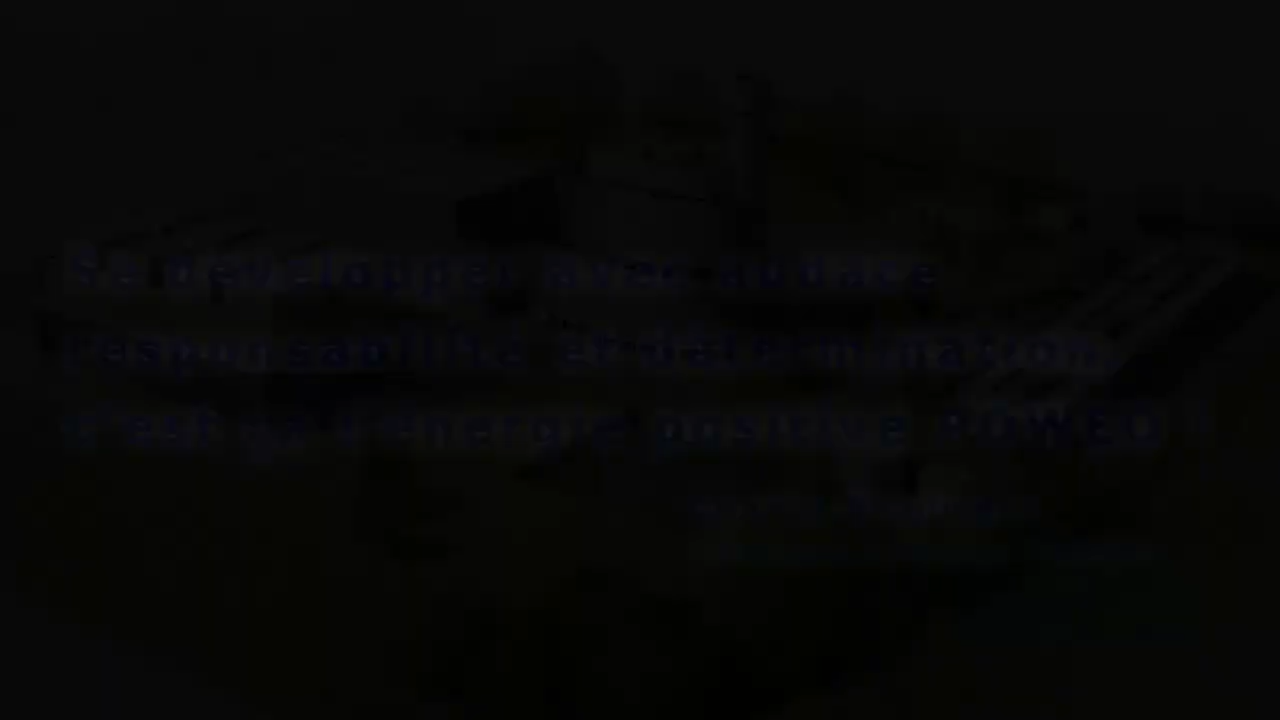 Se développer avec audace
responsabilité et détermination,
c'est ça l'énergie positive POWEO "